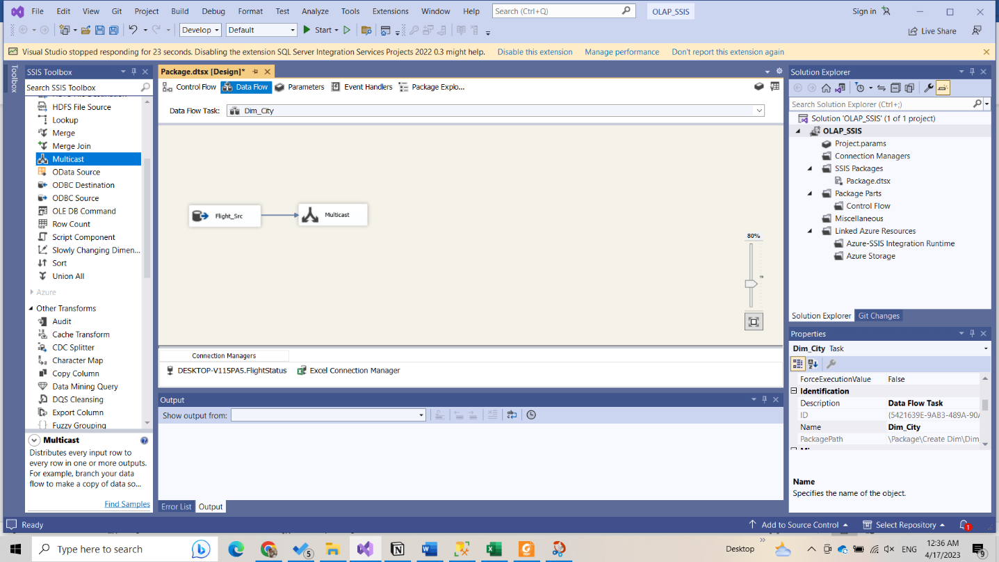 File Edit View Git Project Build Debug Format Test Analyze Tools Extensions Window Help Search (Ctrl+Q) OLAP_SSIS Sign in
Develop Default Start Live Share
Visual Studio stopped responding for 23 seconds. Disabling the extension SQL Server Integration Services Projects 2022 0.3 might help. Disable this extension Manage performance Don't report this extension again
Toolbox
SSIS Toolbox
Search SSIS Toolbox
HDFS File Source
Lookup
Merge
Merge Join
Multicast
OData Source
ODBC Destination
ODBC Source
OLE DB Command
Row Count
Script Component
Slowly Changing Dimen...
Sort
Union All
Azure
Other Transforms
Audit
Cache Transform
CDC Splitter
Character Map
Copy Column
Data Mining Query
DQS Cleansing
Export Column
Fuzzy Grouping
Multicast
Distributes every input row to
every row in one or more outputs.
For example, branch your data
flow to make a copy of data so...
Find Samples
Package.dtsx [Design]*
Control Flow Data Flow Parameters Event Handlers Package Explo...
Data Flow Task: Dim_City
Flight_Src
Multicast
80%
Connection Managers
DESKTOP-V115PA5.FlightStatus Excel Connection Manager
Output
Show output from:
Error List Output
Solution Explorer
Search Solution Explorer (Ctrl+;)
Solution 'OLAP_SSIS' (1 of 1 project)
OLAP_SSIS
Project.params
Connection Managers
SSIS Packages
Package.dtsx
Package Parts
Control Flow
Miscellaneous
Linked Azure Resources
Azure-SSIS Integration Runtime
Azure Storage
Solution Explorer Git Changes
Properties
Dim_City Task
ForceExecutionValue False
Identification
Description Data Flow Task
ID {5421639E-9AB3-489A-90A
Name Dim_City
PackagePath \Package\Create Dim\Dim_
Name
Specifies the name of the object.
Ready Add to Source Control Select Repository 1
Type here to search 5 Desktop ENG 12:36 AM
4/17/2023 9